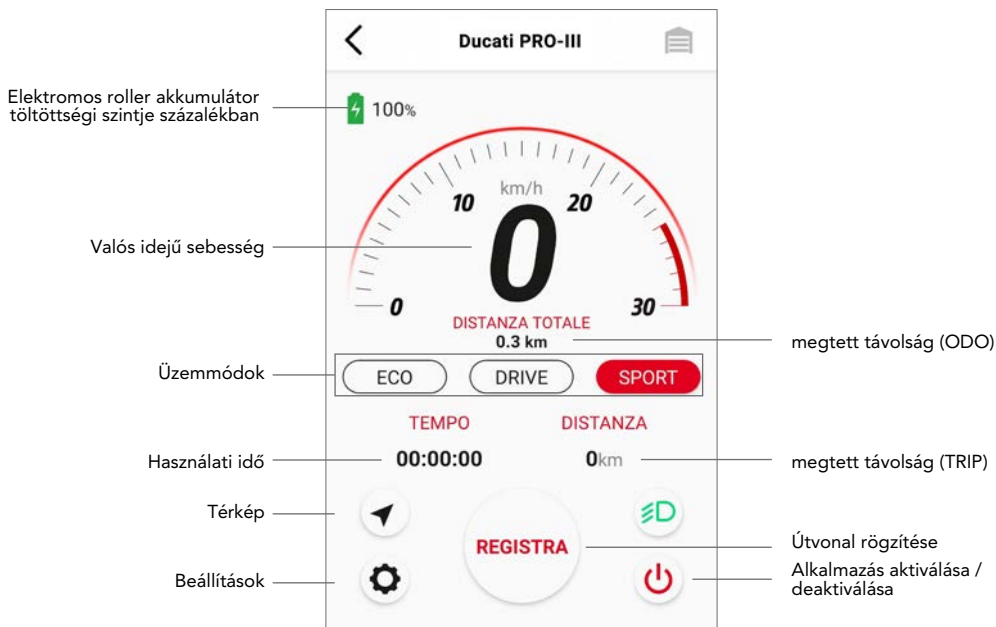 Ducati PRO-III
Elektromos roller akkumulátor
töltöttségi szintje százalékban
100%
km/h
10
20
Valós idejű sebesség
0
0
30
DISTANZA TOTALE
0.3 km
megtett távolság (ODO)
Üzemmódok
ECO
DRIVE
SPORT
TEMPO
DISTANZA
Használati idő
00:00:00
0km
megtett távolság (TRIP)
Térkép
REGISTRA
Útvonal rögzítése
Beállítások
Alkalmazás aktiválása /
deaktiválása